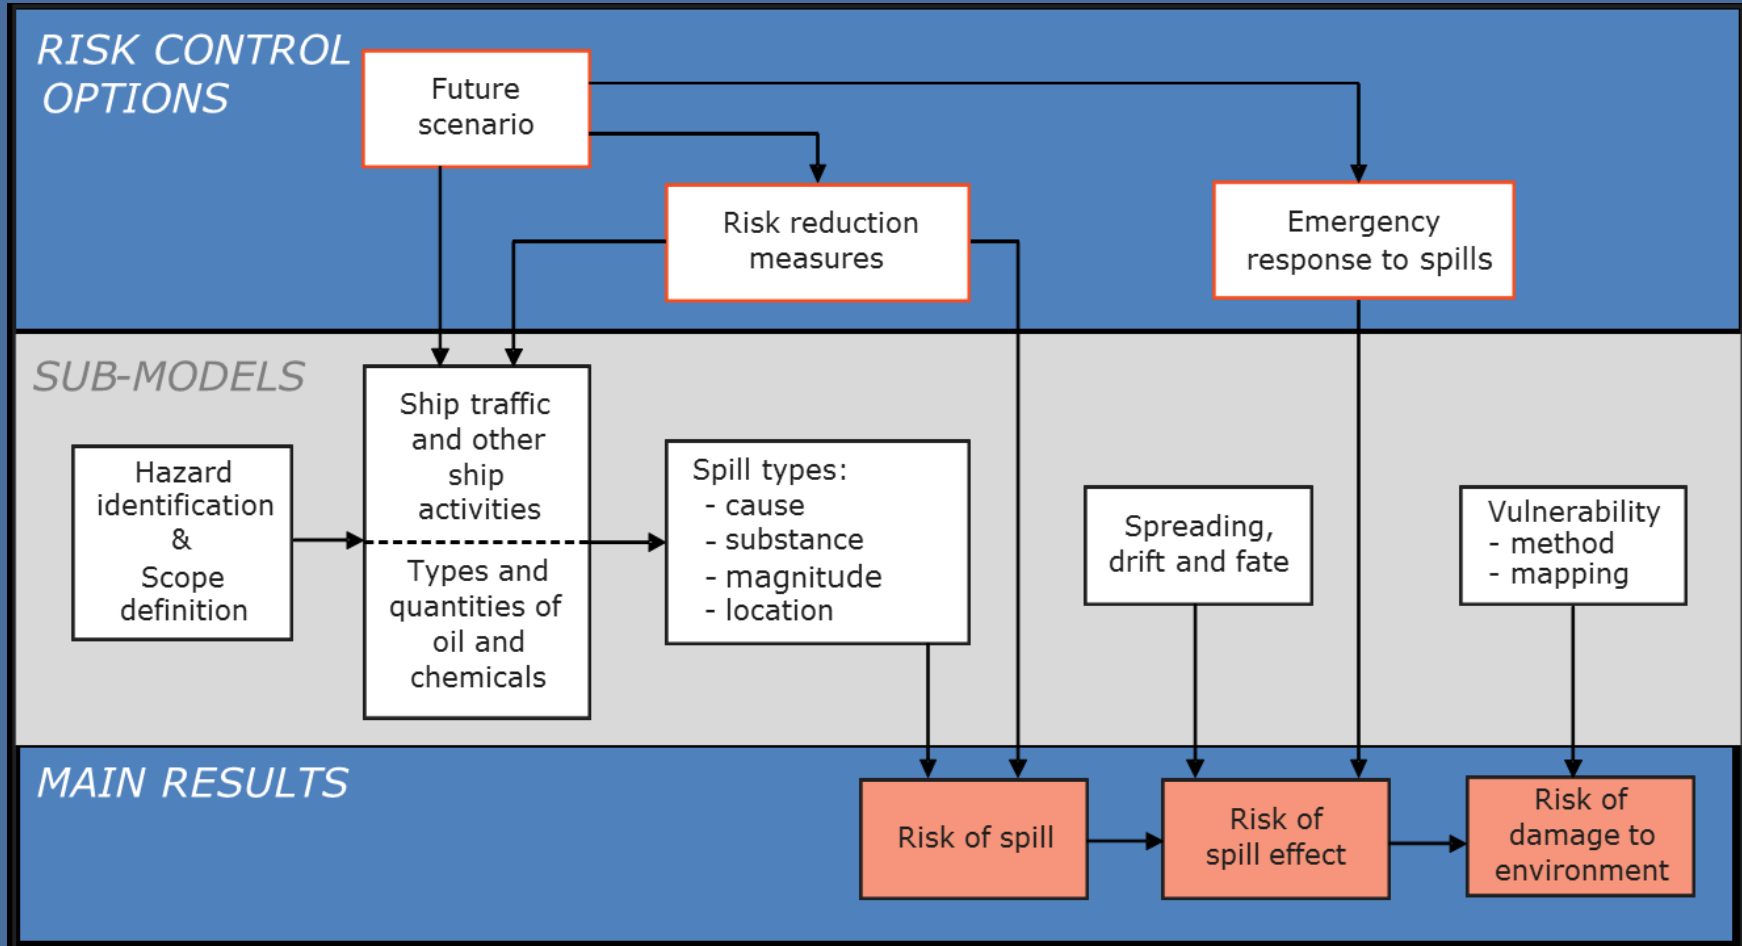 RISK CONTROL
OPTIONS
Future
scenario
Risk reduction
measures
Emergency
response to spills
SUB-MODELS
Hazard
identification
&
Scope
definition
Ship traffic
and other
ship
activities
Types and
quantities of
oil and
chemicals
Spill types:
- cause
- substance
- magnitude
- location
Spreading,
drift and fate
Vulnerability
- method
- mapping
MAIN RESULTS
Risk of spill
Risk of
spill effect
Risk of
damage to
environment